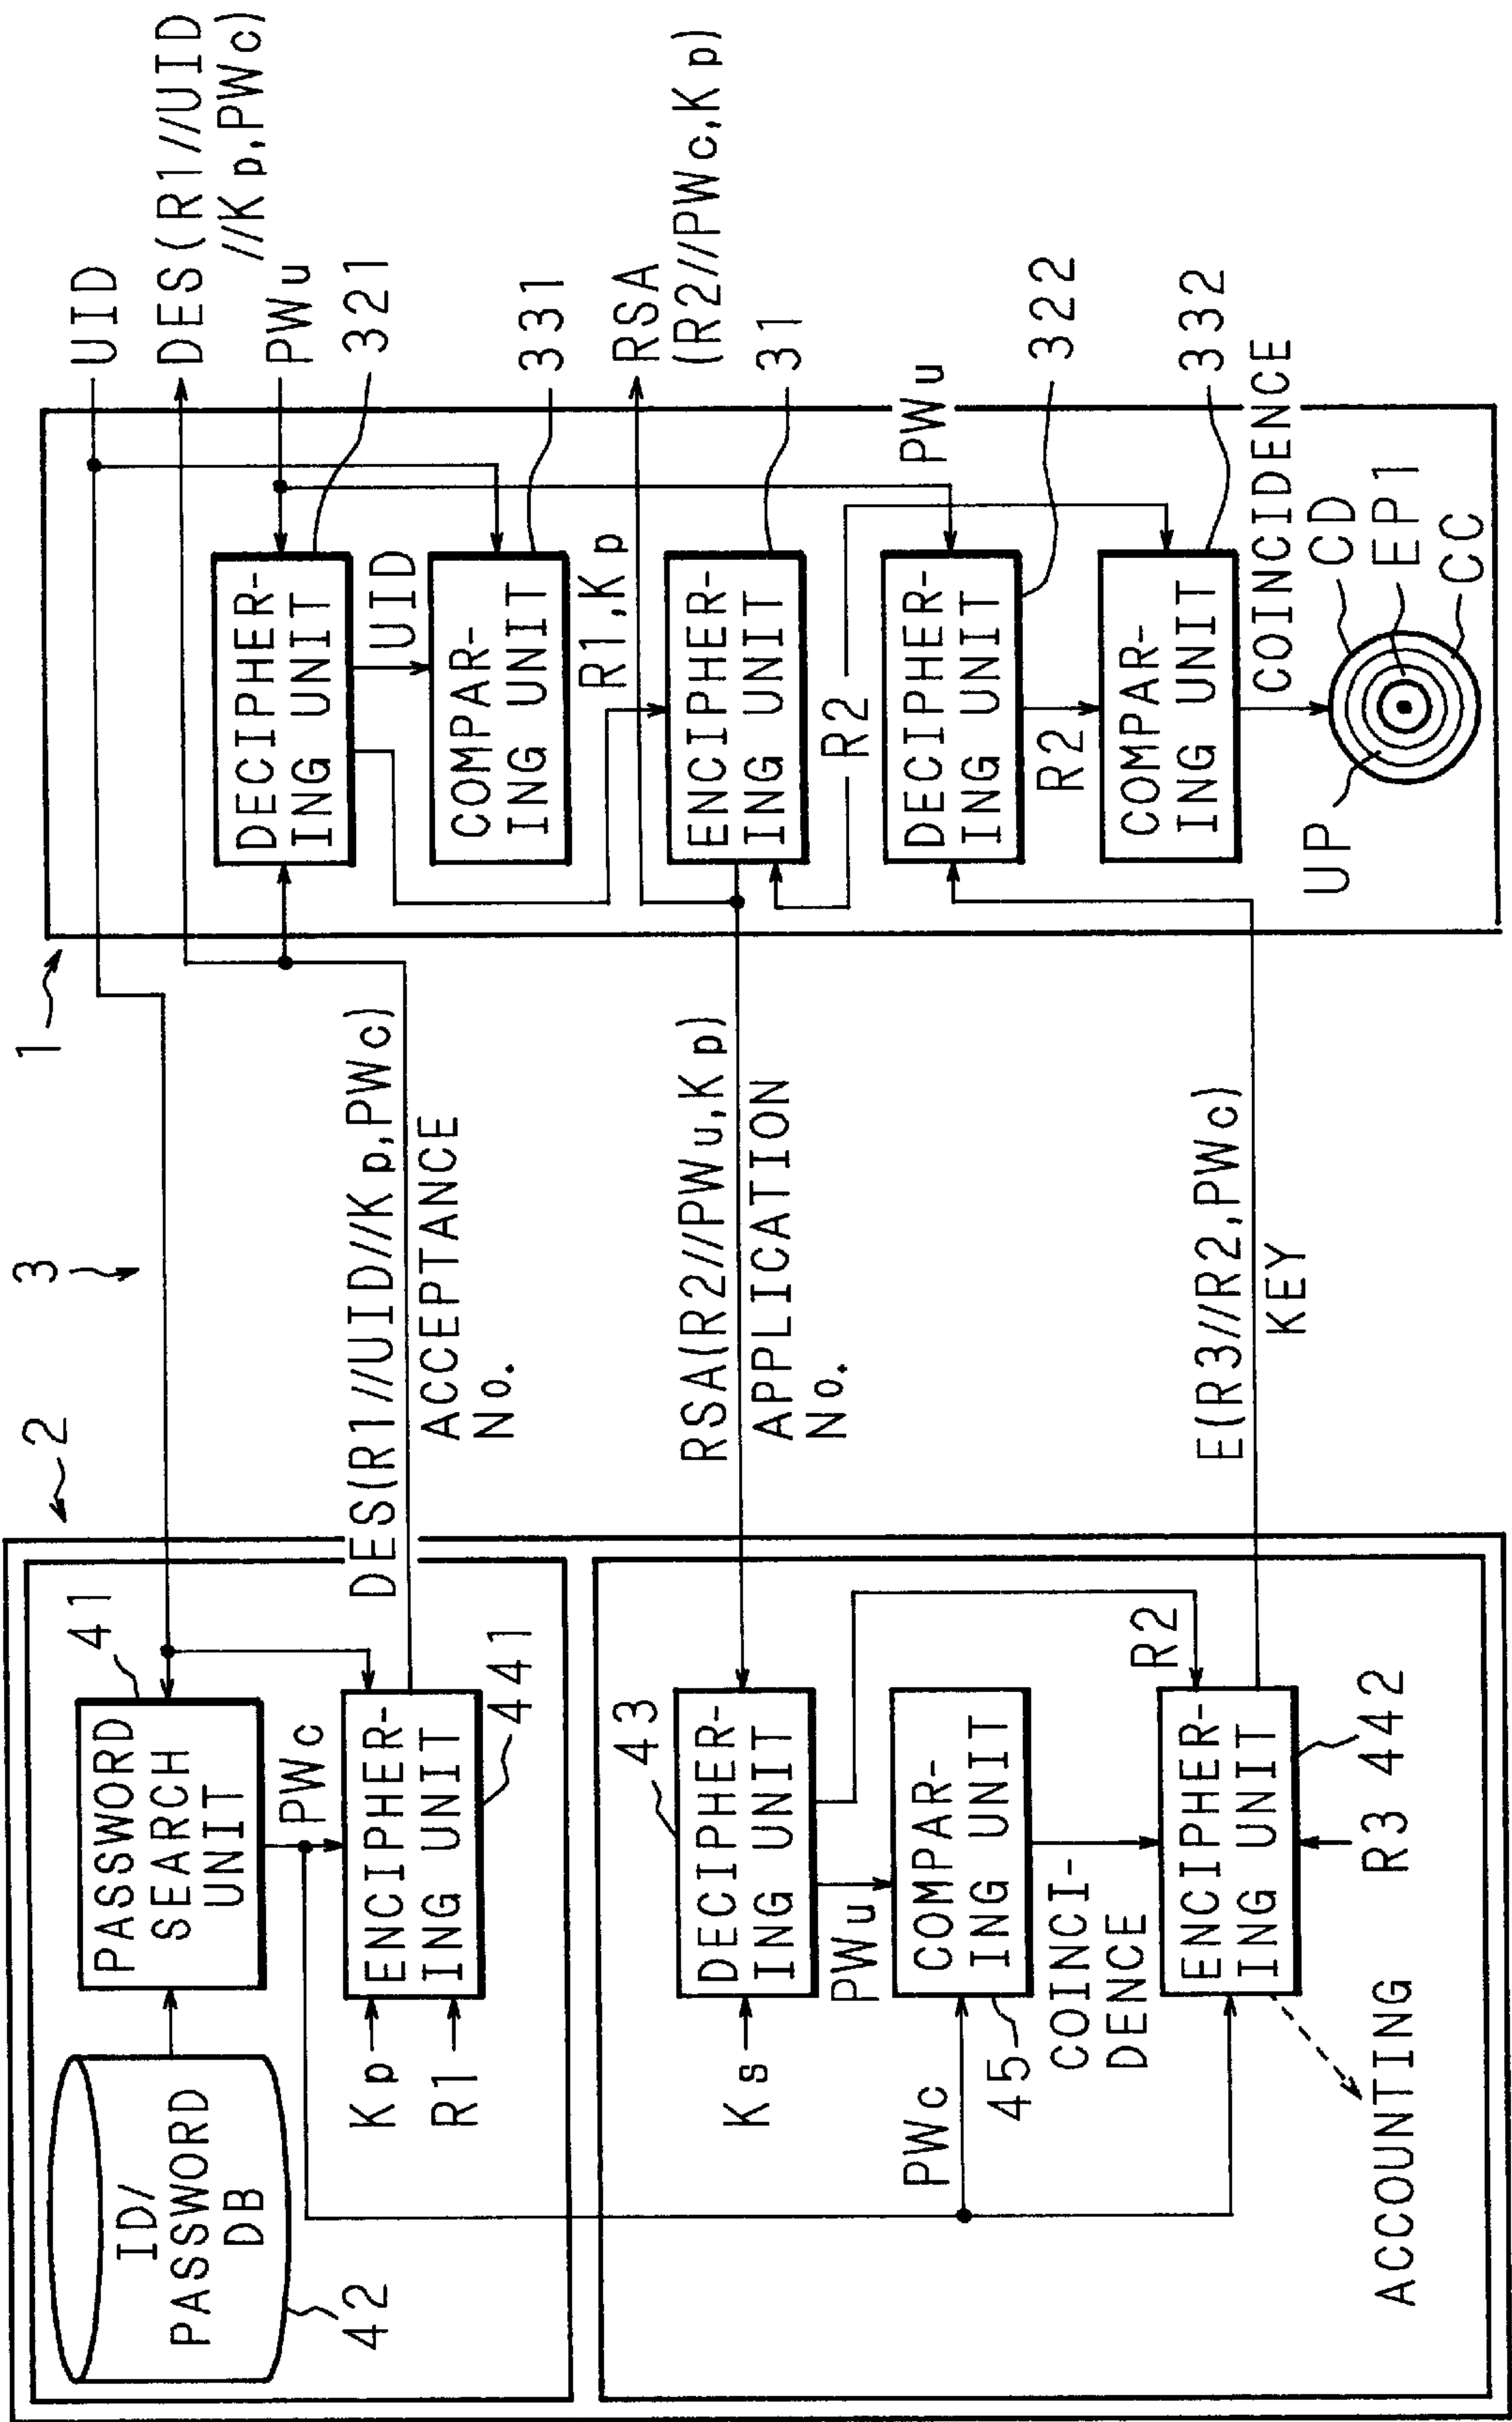 2
3
1
ID/
PASSWORD
DB
42
PASSWORD
SEARCH
UNIT
41
PWc
Kp
R1
ENCIPHER-
ING UNIT
441
DES(R1//UID//Kp,PWc)
ACCEPTANCE
No.
Ks
DECIPHER-
ING UNIT
43
PWu
PWc
COMPAR-
ING UNIT
45
COINCI-
DENCE
R2
ENCIPHER-
ING UNIT
442
R3
ACCOUNTING
RSA(R2//PWu,Kp)
APPLICATION
No.
E(R3//R2,PWc)
KEY
UID
DES(R1//UID
//Kp,PWc)
PWu
321
DECIPHER-
ING UNIT
UID
331
COMPAR-
ING UNIT
R1,Kp
RSA
(R2//PWc,Kp)
31
ENCIPHER-
ING UNIT
R2
PWu
322
DECIPHER-
ING UNIT
R2
332
COMPAR-
ING UNIT
COINCIDENCE
UP
CD
EP1
CC